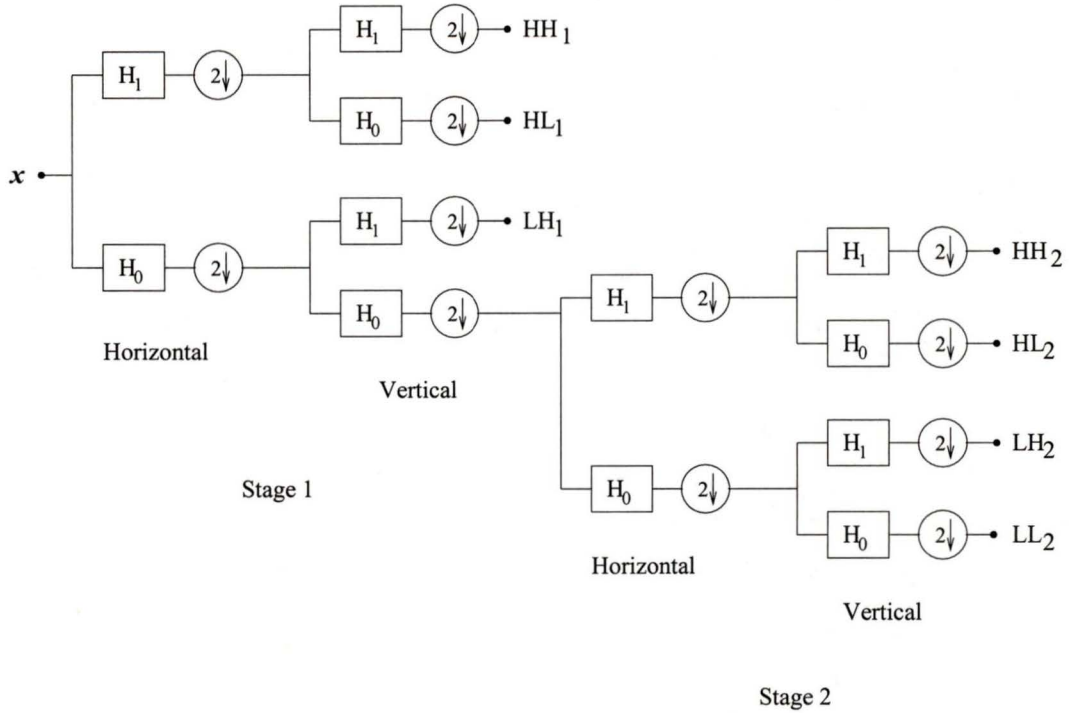 H1 2↓ HH1
H1 2↓
H0 2↓ HL1
x
H1 2↓ LH1
H1 2↓ HH2
H0 2↓
H1 2↓
H0 2↓
H0 2↓ HL2
Horizontal
Vertical
H1 2↓ LH2
Stage 1
H0 2↓
H0 2↓ LL2
Horizontal
Vertical
Stage 2